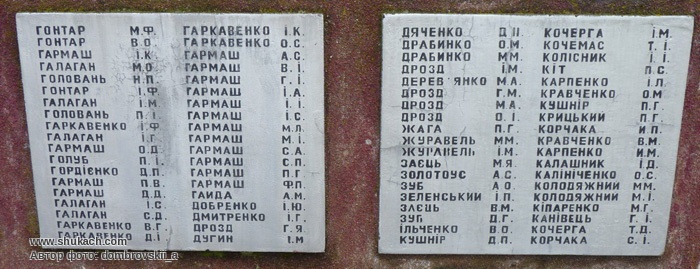 ГОНТАР М.Ф.
ГОНТАР В.О.
ГАРМАШ І.К.
ГАЛАГАН М.О.
ГОЛОВАНЬ Н.П.
ГОНТАР І.Ф.
ГАЛАГАН І.М.
ГОЛОВАНЬ П.І.
ГАРКАВЕНКО І.Ф.
ГАЛАГАН І.Г.
ГАРМАШ О.Д.
ГОЛУБ П.І.
ГОРДІЄНКО Д.П.
ГАРМАШ П.В.
ГАРМАШ Д.Д.
ГАЛАГАН І.С.
ГАЛАГАН С.Д.
ГАРКАВЕНКО В.Г.
ГАРКАВЕНКО Д.І
ГАРКАВЕНКО І.К.
ГАРКАВЕНКО О.С.
ГАРМАШ А.С.
ГАРМАШ В.І.
ГАРМАШ Г.І.
ГАРМАШ І.А.
ГАРМАШ І.І.
ГАРМАШ І.С.
ГАРМАШ М.Л.
ГАРМАШ М.І.
ГАРМАШ С.А.
ГАРМАШ С.П.
ГАРМАШ П.Г.
ГАРМАШ Ф.П.
ГАЙДА А.М.
ДОБРЕНКО І.Ю.
ДМИТРЕНКО І.Г.
ДРОЗД Г.Я
ДУГИН І.М
ДЯЧЕНКО Д.П.
ДРАБИНКО О.М.
ДРАБИНКО М.М.
ДРОЗД І.М.
ДЕРЕВ'ЯНКО М.А.
ДРОЗД Г.М.
ДРОЗД М.А.
ДРОЗД О.І.
ЖАГА П.Г.
ЖУРАВЕЛЬ М.М.
ЖУРАВЕЛЬ І.М.
ЗАЄЦЬ М.Я
ЗОЛОТОУС А.С.
ЗУБ А.О.
ЗЕЛЕНСЬКИЙ І.П.
ЗАЄЦЬ В.М.
ЗУБ Д.Г.
ІЛЬЧЕНКО В.О.
КУШНІР Д.П.
КОЧЕРГА І.М.
КОЧЕМАС Т.І.
КОЛІСНИК І.І.
КІТ П.С.
КАРПЕНКО І.Л.
КРАВЧЕНКО О.М.
КУШНІР П.Г.
КРИЦЬКИЙ П.Г.
КОРЧАКА И.П.
КРАВЧЕНКО В.М.
КАРПЕНКО И.М.
КАЛАШНИК І.Д.
КАЛІНІЧЕНКО О.С.
КОЛОДЯЖНИЙ М.М.
КОЛОДЯЖНИЙ М.І.
КІПАРЕНКО М.Г.
КАНІВЕЦЬ Г.І.
КОЧЕРГА Т.Д.
КОРЧАКА С.І.
www.shukach.com
Автор фото: dombrovskii_a